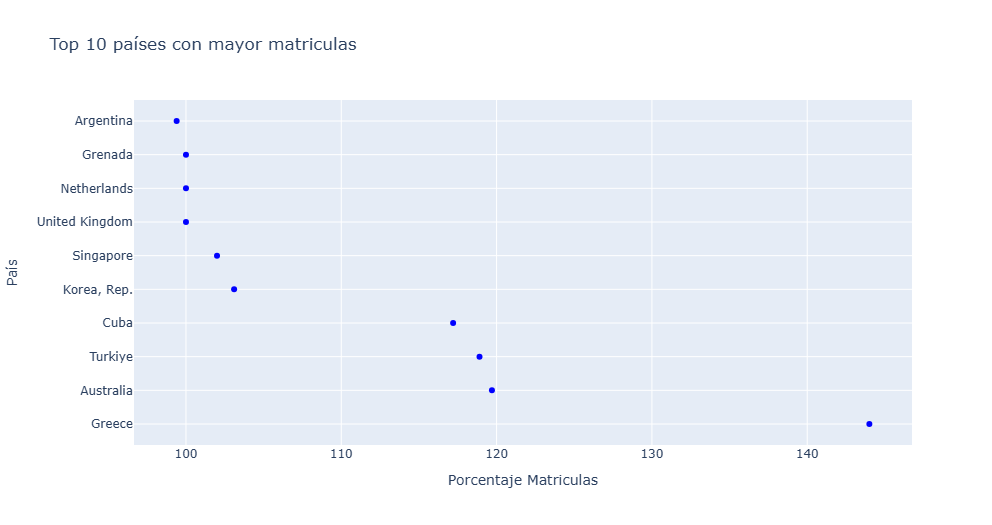 Top 10 países con mayor matriculas
País
Argentina
Grenada
Netherlands
United Kingdom
Singapore
Korea, Rep.
Cuba
Turkiye
Australia
Greece
100 110 120 130 140
Porcentaje Matriculas